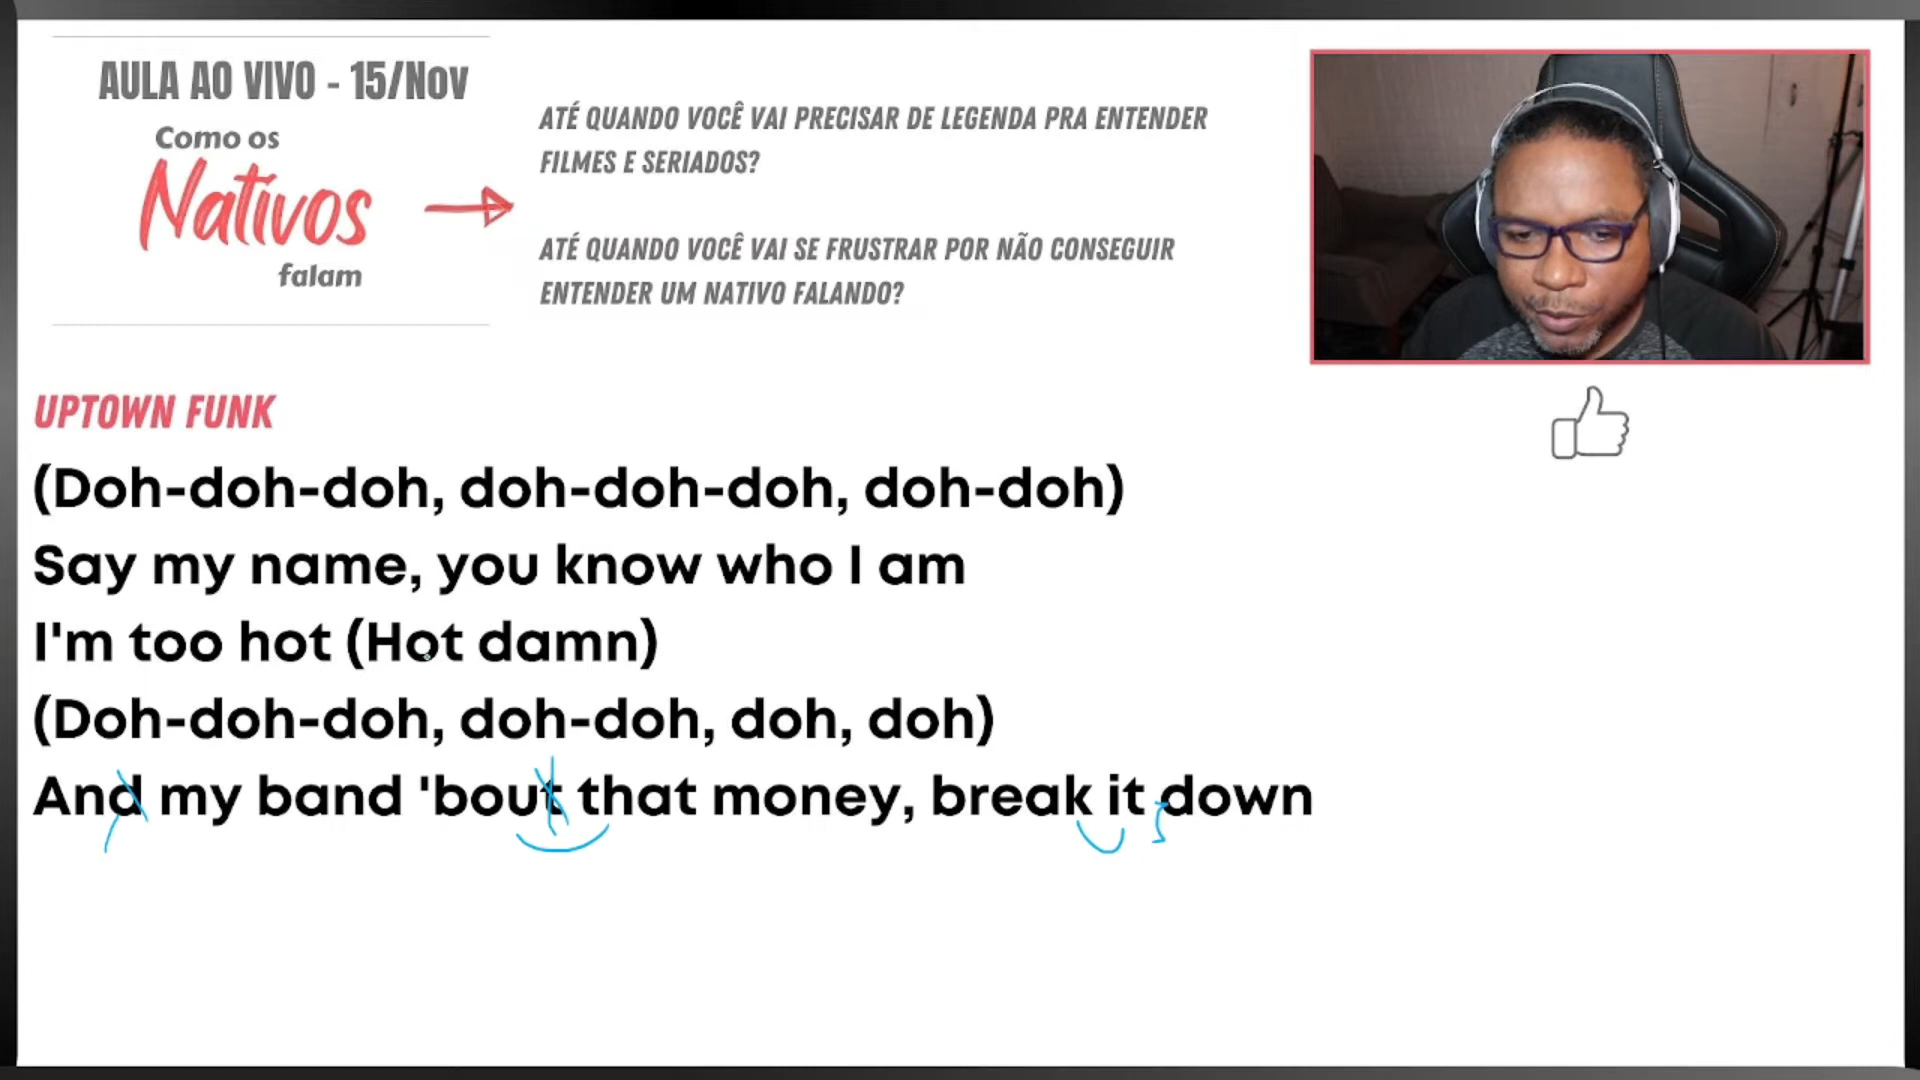 AULA AO VIVO - 15/Nov
Como os
Nativos
falam
ATÉ QUANDO VOCÊ VAI PRECISAR DE LEGENDA PRA ENTENDER
FILMES E SERIADOS?
ATÉ QUANDO VOCÊ VAI SE FRUSTRAR POR NÃO CONSEGUIR
ENTENDER UM NATIVO FALANDO?
UPTOWN FUNK
(Doh-doh-doh, doh-doh-doh, doh-doh)
Say my name, you know who I am
I'm too hot (Hot damn)
(Doh-doh-doh, doh-doh, doh, doh)
And my band 'bout that money, break it down